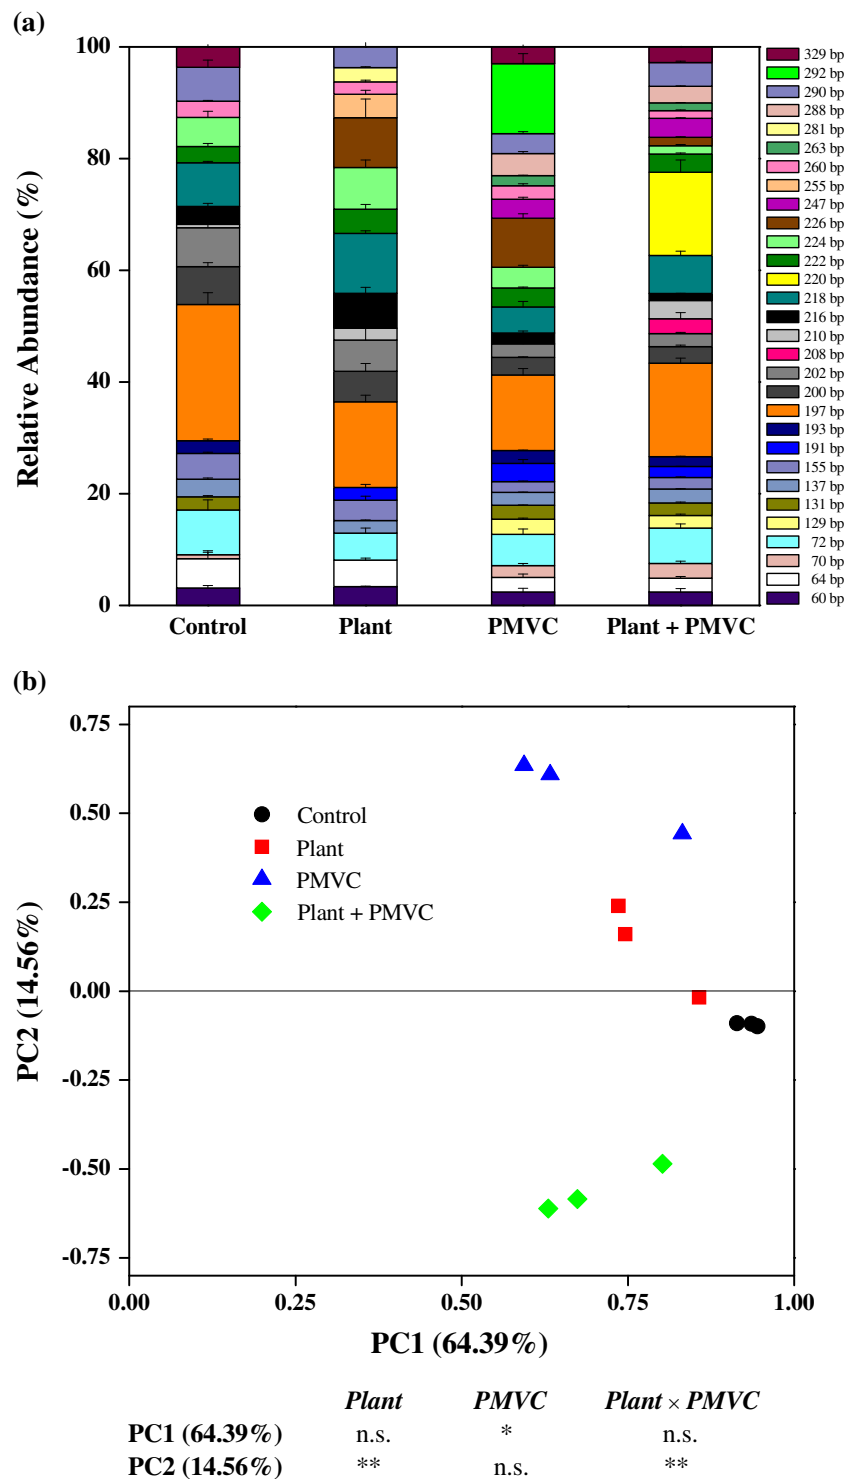 (a)
Relative Abundance (%)
100
80
60
40
20
0
Control
Plant
PMVC
Plant + PMVC
329 bp
292 bp
290 bp
288 bp
281 bp
263 bp
260 bp
255 bp
247 bp
226 bp
224 bp
222 bp
220 bp
218 bp
216 bp
210 bp
208 bp
202 bp
200 bp
197 bp
193 bp
191 bp
155 bp
137 bp
131 bp
129 bp
72 bp
70 bp
64 bp
60 bp
(b)
PC2 (14.56%)
0.75
0.50
0.25
0.00
-0.25
-0.50
-0.75
Control
Plant
PMVC
Plant + PMVC
0.00 0.25 0.50 0.75 1.00
PC1 (64.39%)
Plant PMVC Plant × PMVC
PC1 (64.39%) n.s. * n.s.
PC2 (14.56%) ** n.s. **